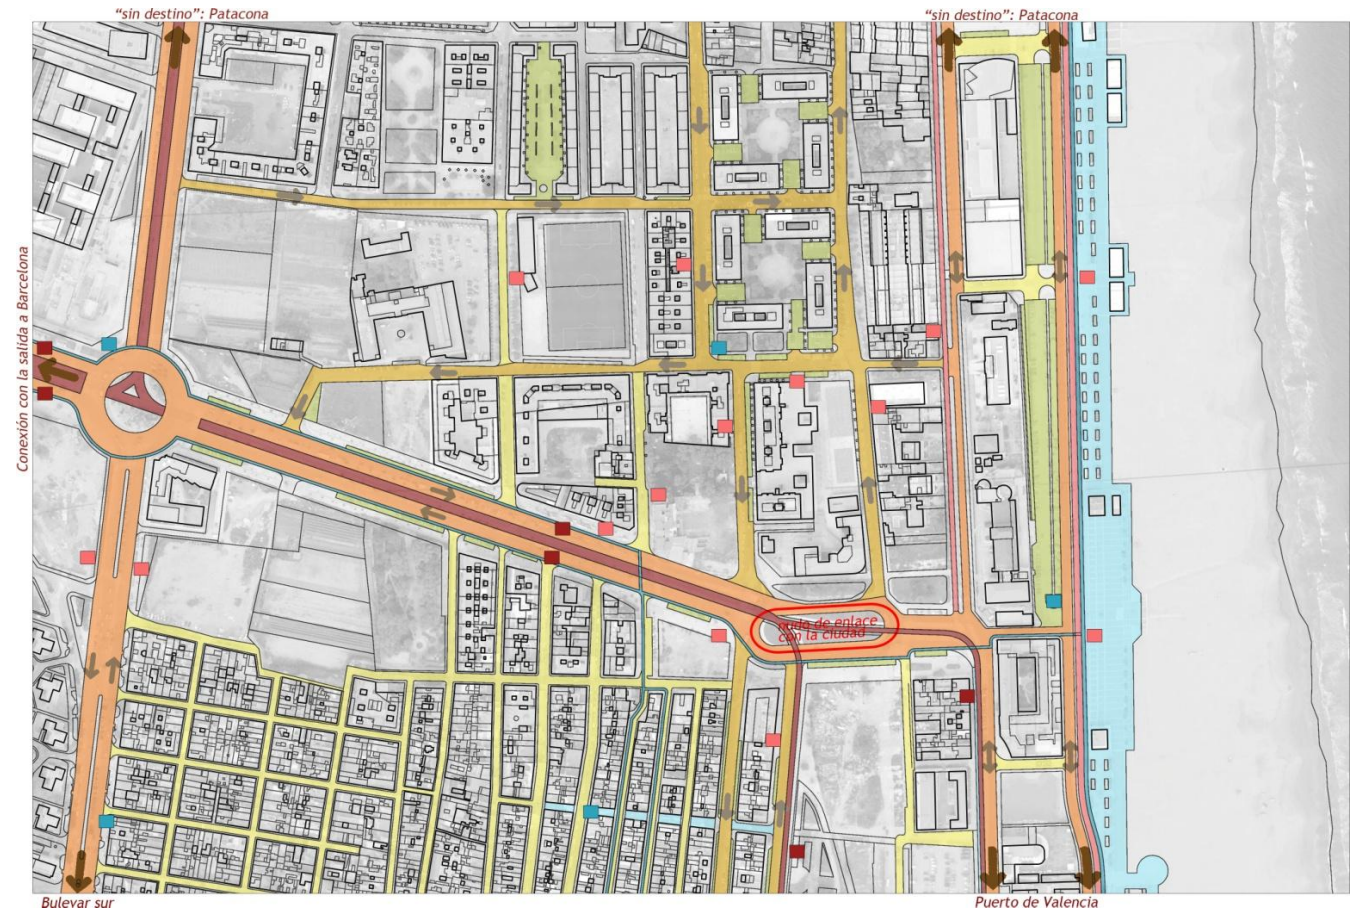 “sin destino”: Patacona
“sin destino”: Patacona
Conexión con la salida a Barcelona
nudo de enlace
con la ciudad
Bulevar sur
Puerto de Valencia